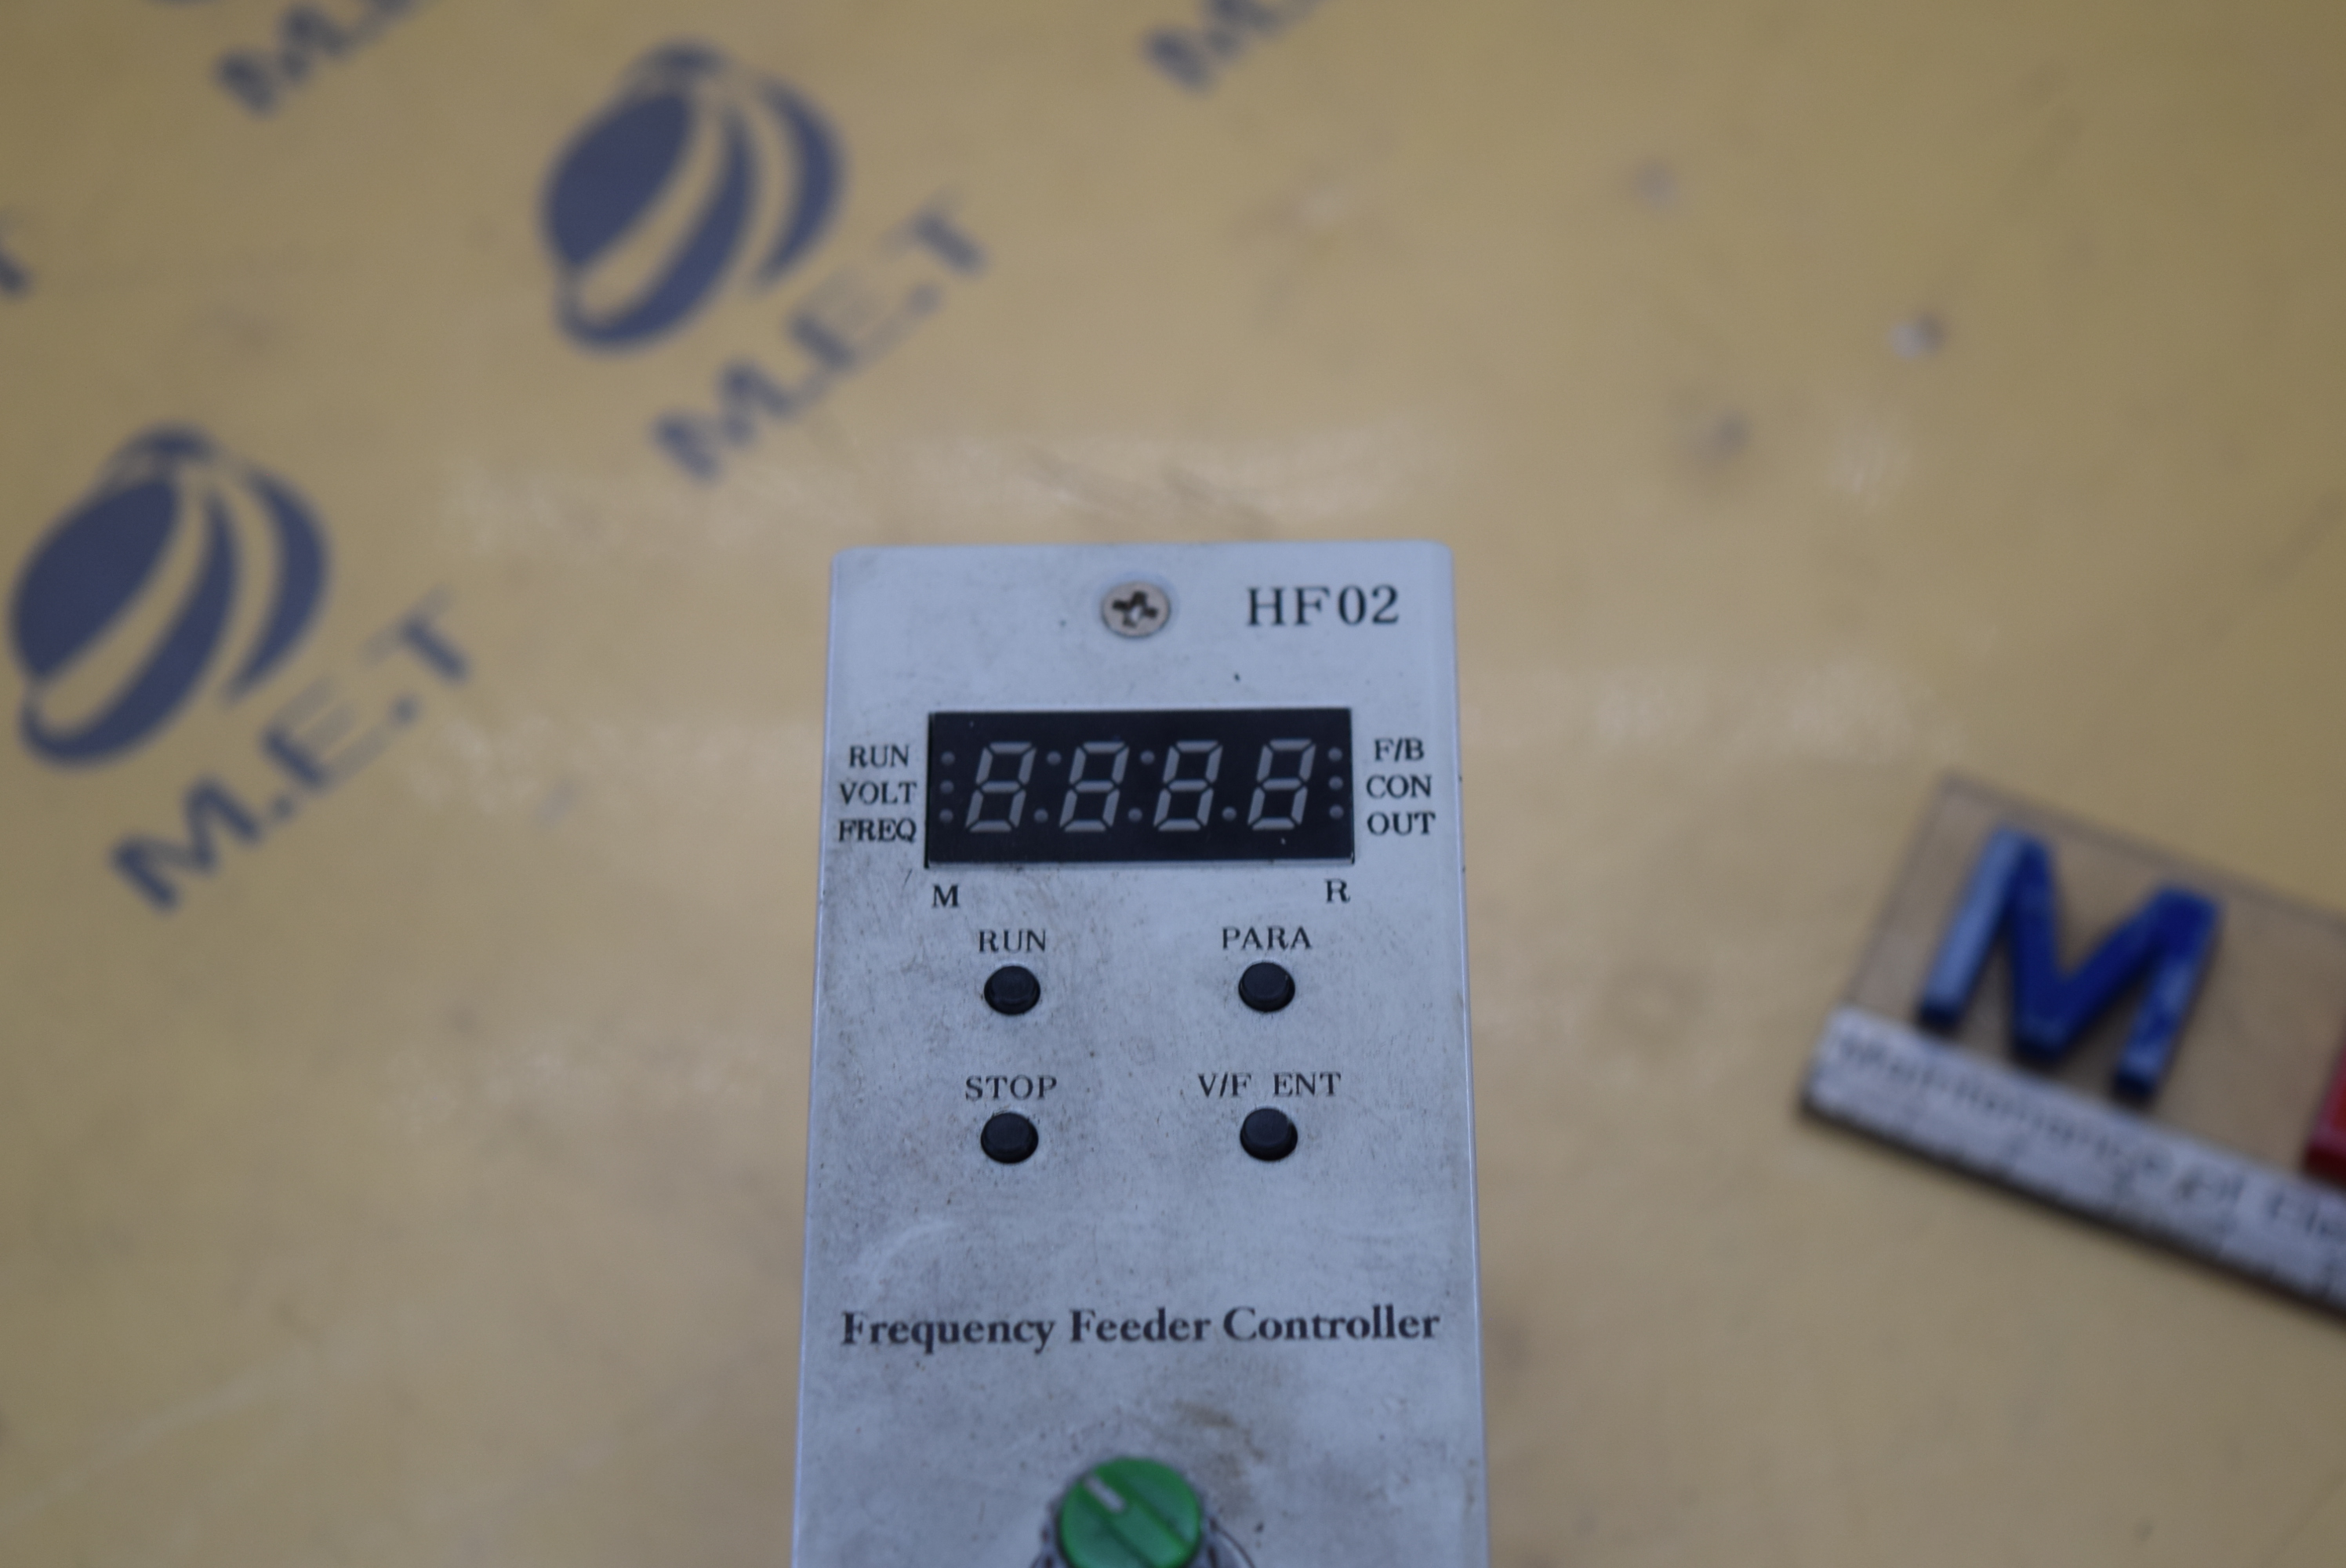 M.E.T
M.E.T
HF02
RUN
VOLT
FREQ
F/B
CON
OUT
M
R
RUN
PARA
STOP
V/F ENT
Frequency Feeder Controller
M